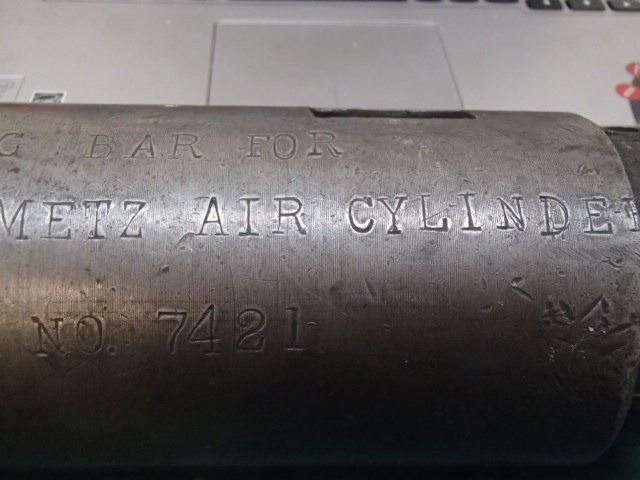 G BAR FOR
METZ AIR CYLINDE
NO. 7421